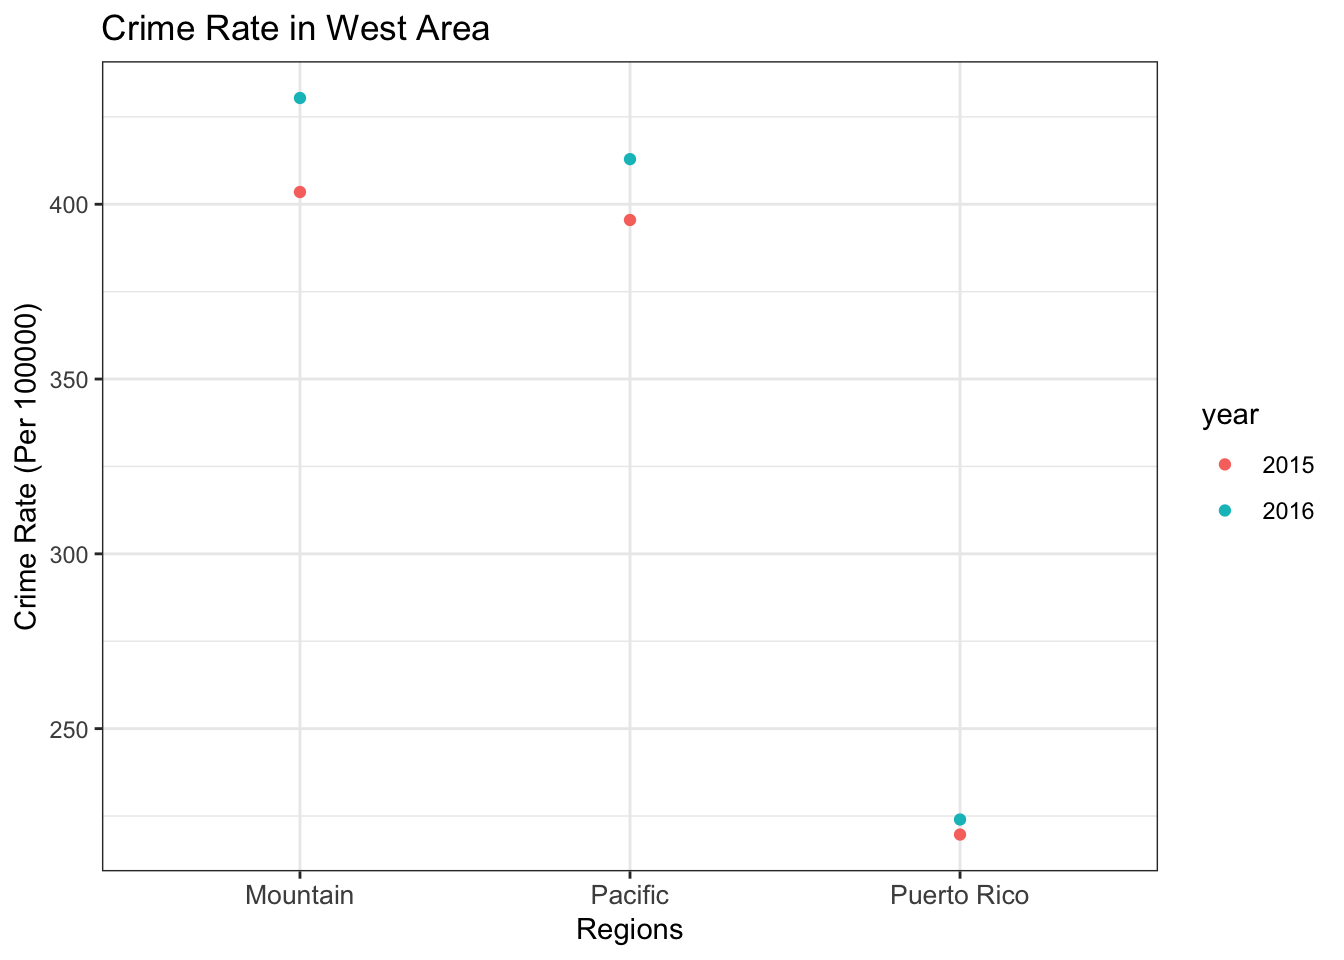 Crime Rate in West Area
Crime Rate (Per 100000)
400
350
300
250
Mountain
Pacific
Puerto Rico
Regions
year
2015
2016